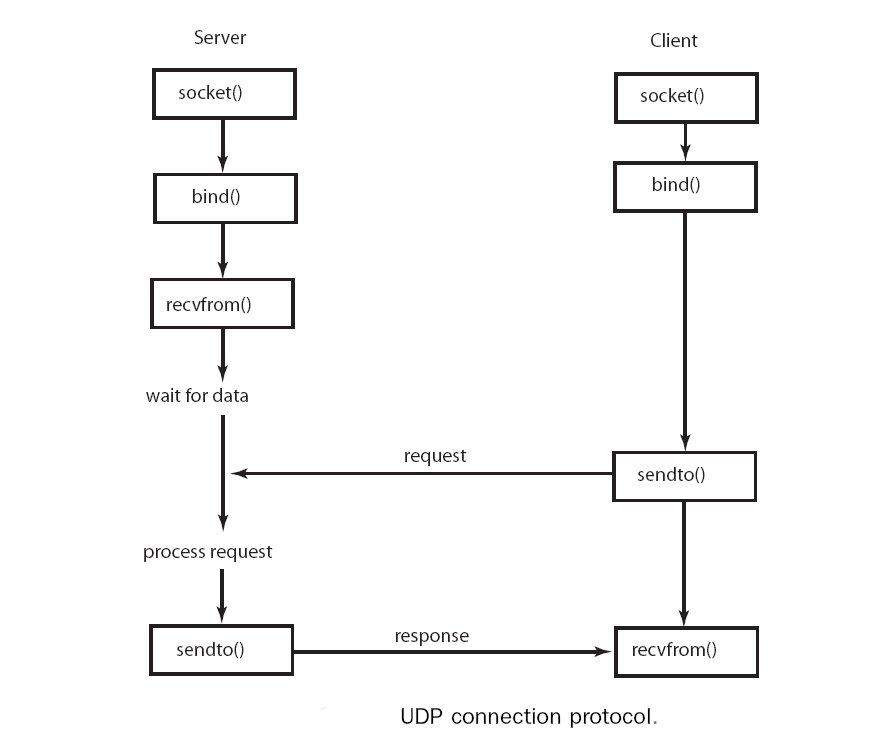 Server
Client
socket()
socket()
bind()
bind()
recvfrom()
wait for data
request
sendto()
process request
sendto()
response
recvfrom()
UDP connection protocol.